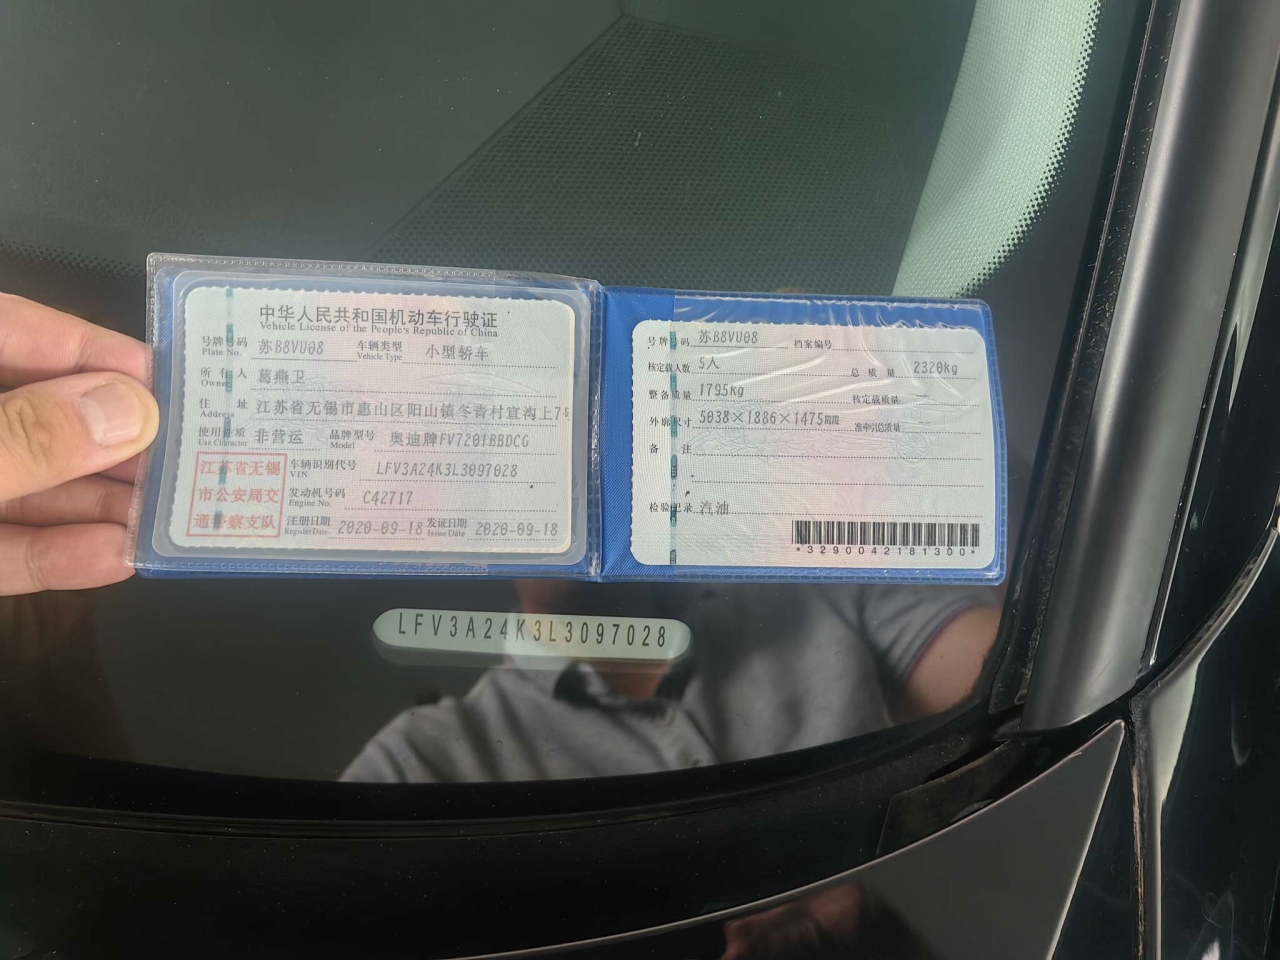 中华人民共和国机动车行驶证
Vehicle License of the People's Republic of China
号牌号码 苏B8VU08 车辆类型 小型轿车
Plate No. Vehicle Type
所有人 葛燕卫
Owner
住址 江苏省无锡市惠山区阳山镇冬青村宣沟上7号
Address
使用性质 非营运 品牌型号 奥迪牌FV7201BBDCG
Use Character Model
江苏省无锡
市公安局交
通警察支队
车辆识别代号 LFV3A24K3L3097028
VIN
发动机号码 C42717
Engine No.
注册日期 2020-09-18 发证日期 2020-09-18
Register Date Issue Date
号牌号码 苏B8VU08 档案编号
核定载人数 5人 总质量 2320kg
整备质量 1795kg 核定载质量 —
外廓尺寸 5038×1886×1475mm 准牵引总质量 —
备注
检验记录 汽油
*3290042181300*
LFV3A24K3L3097028